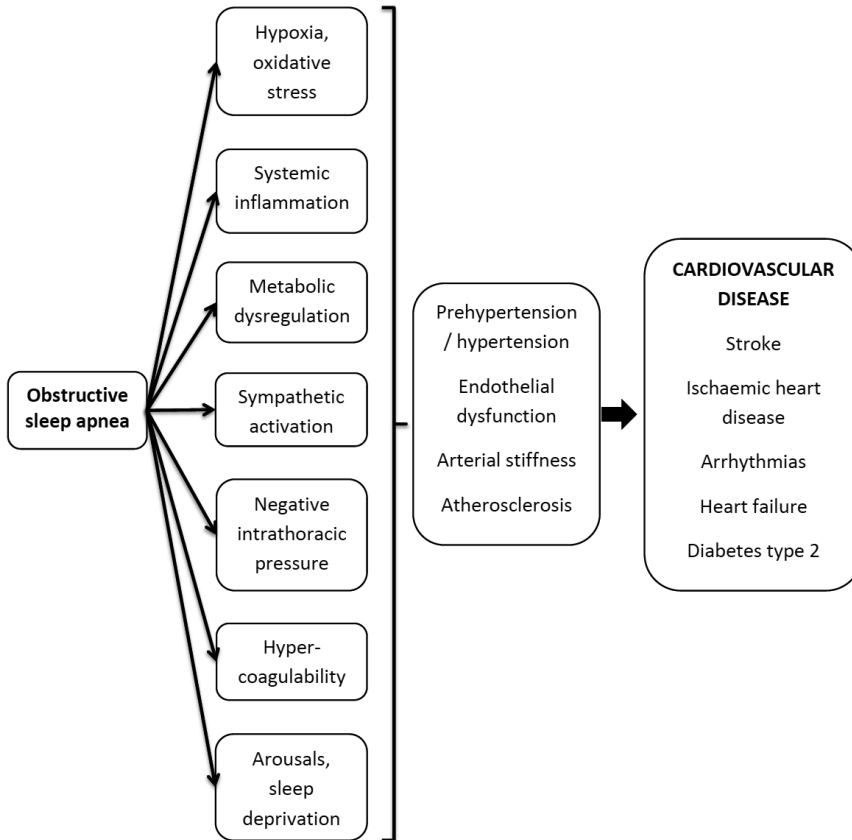 Obstructive
sleep apnea
Hypoxia,
oxidative
stress
Systemic
inflammation
Metabolic
dysregulation
Sympathetic
activation
Negative
intrathoracic
pressure
Hyper-
coagulability
Arousals,
sleep
deprivation
Prehypertension
/ hypertension
Endothelial
dysfunction
Arterial stiffness
Atherosclerosis
CARDIOVASCULAR
DISEASE
Stroke
Ischaemic heart
disease
Arrhythmias
Heart failure
Diabetes type 2